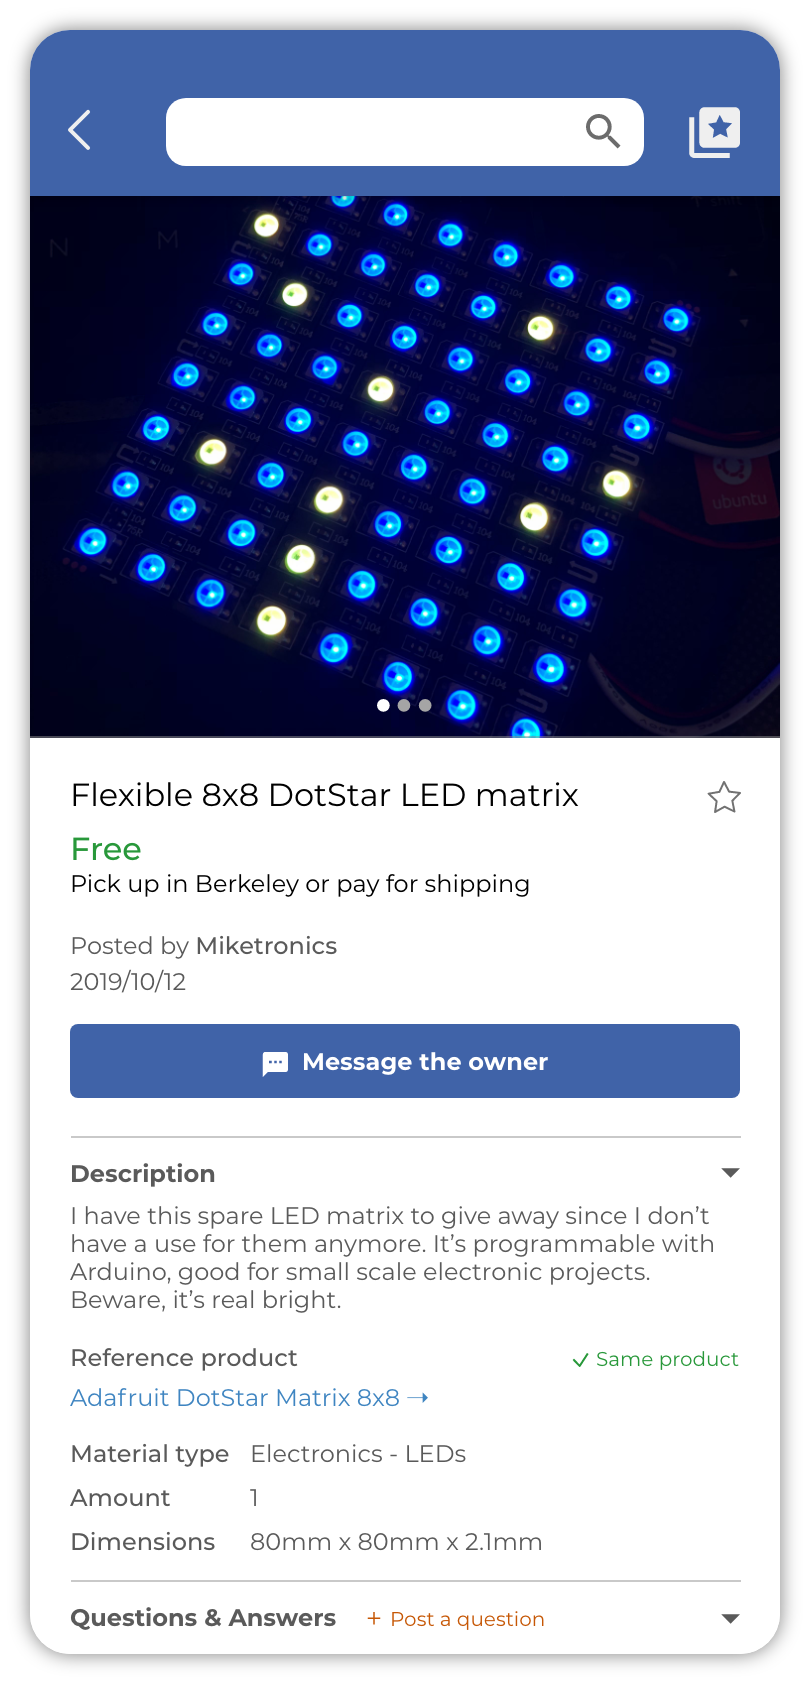 N M
ubuntu
Flexible 8x8 DotStar LED matrix
Free
Pick up in Berkeley or pay for shipping
Posted by Miketronics
2019/10/12
Message the owner
Description
I have this spare LED matrix to give away since I don’t
have a use for them anymore. It’s programmable with
Arduino, good for small scale electronic projects.
Beware, it’s real bright.
Reference product
✓ Same product
Adafruit DotStar Matrix 8x8 →
Material type Electronics - LEDs
Amount 1
Dimensions 80mm x 80mm x 2.1mm
Questions & Answers + Post a question